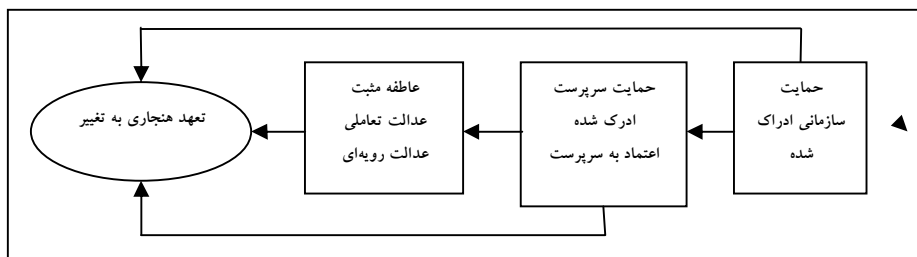 حمایت
سازمانی ادراک
شده
حمایت سرپرست
ادرک شده
اعتماد به سرپرست
عاطفه مثبت
عدالت تعاملی
عدالت رویه‌ای
تعهد هنجاری به تغییر